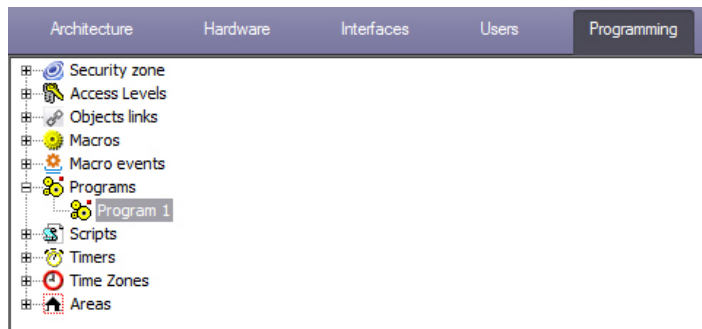 Architecture Hardware Interfaces Users Programming
Security zone
Access Levels
Objects links
Macros
Macro events
Programs
Program 1
Scripts
Timers
Time Zones
Areas